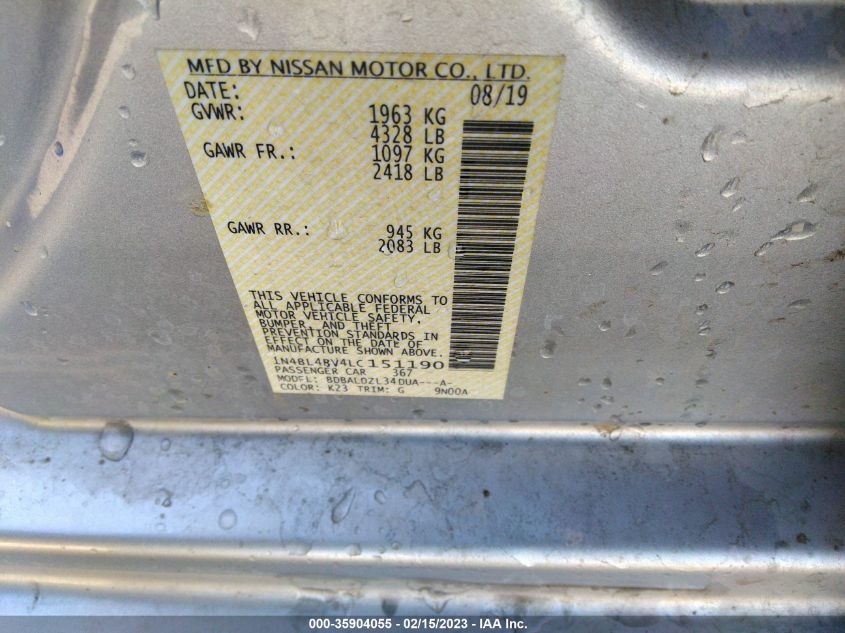 MFD BY NISSAN MOTOR CO., LTD.
DATE: 08/19
GVWR: 1963 KG
4328 LB
GAWR FR.: 1097 KG
2418 LB
GAWR RR.: 945 KG
2083 LB
THIS VEHICLE CONFORMS TO
ALL APPLICABLE FEDERAL
MOTOR VEHICLE SAFETY,
BUMPER, AND THEFT
PREVENTION STANDARDS IN
EFFECT ON THE DATE OF
MANUFACTURE SHOWN ABOVE.
1N4BL4BV4LC151190
PASSENGER CAR 367
MODEL: BDBALDZL34DUA---A-
COLOR: K23 TRIM: G 9N00A
000-35904055 - 02/15/2023 - IAA Inc.